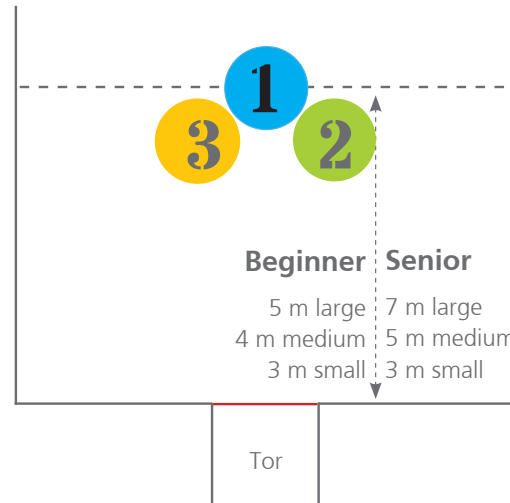 1
3 2
Beginner Senior
5 m large 7 m large
4 m medium 5 m medium
3 m small 3 m small
Tor